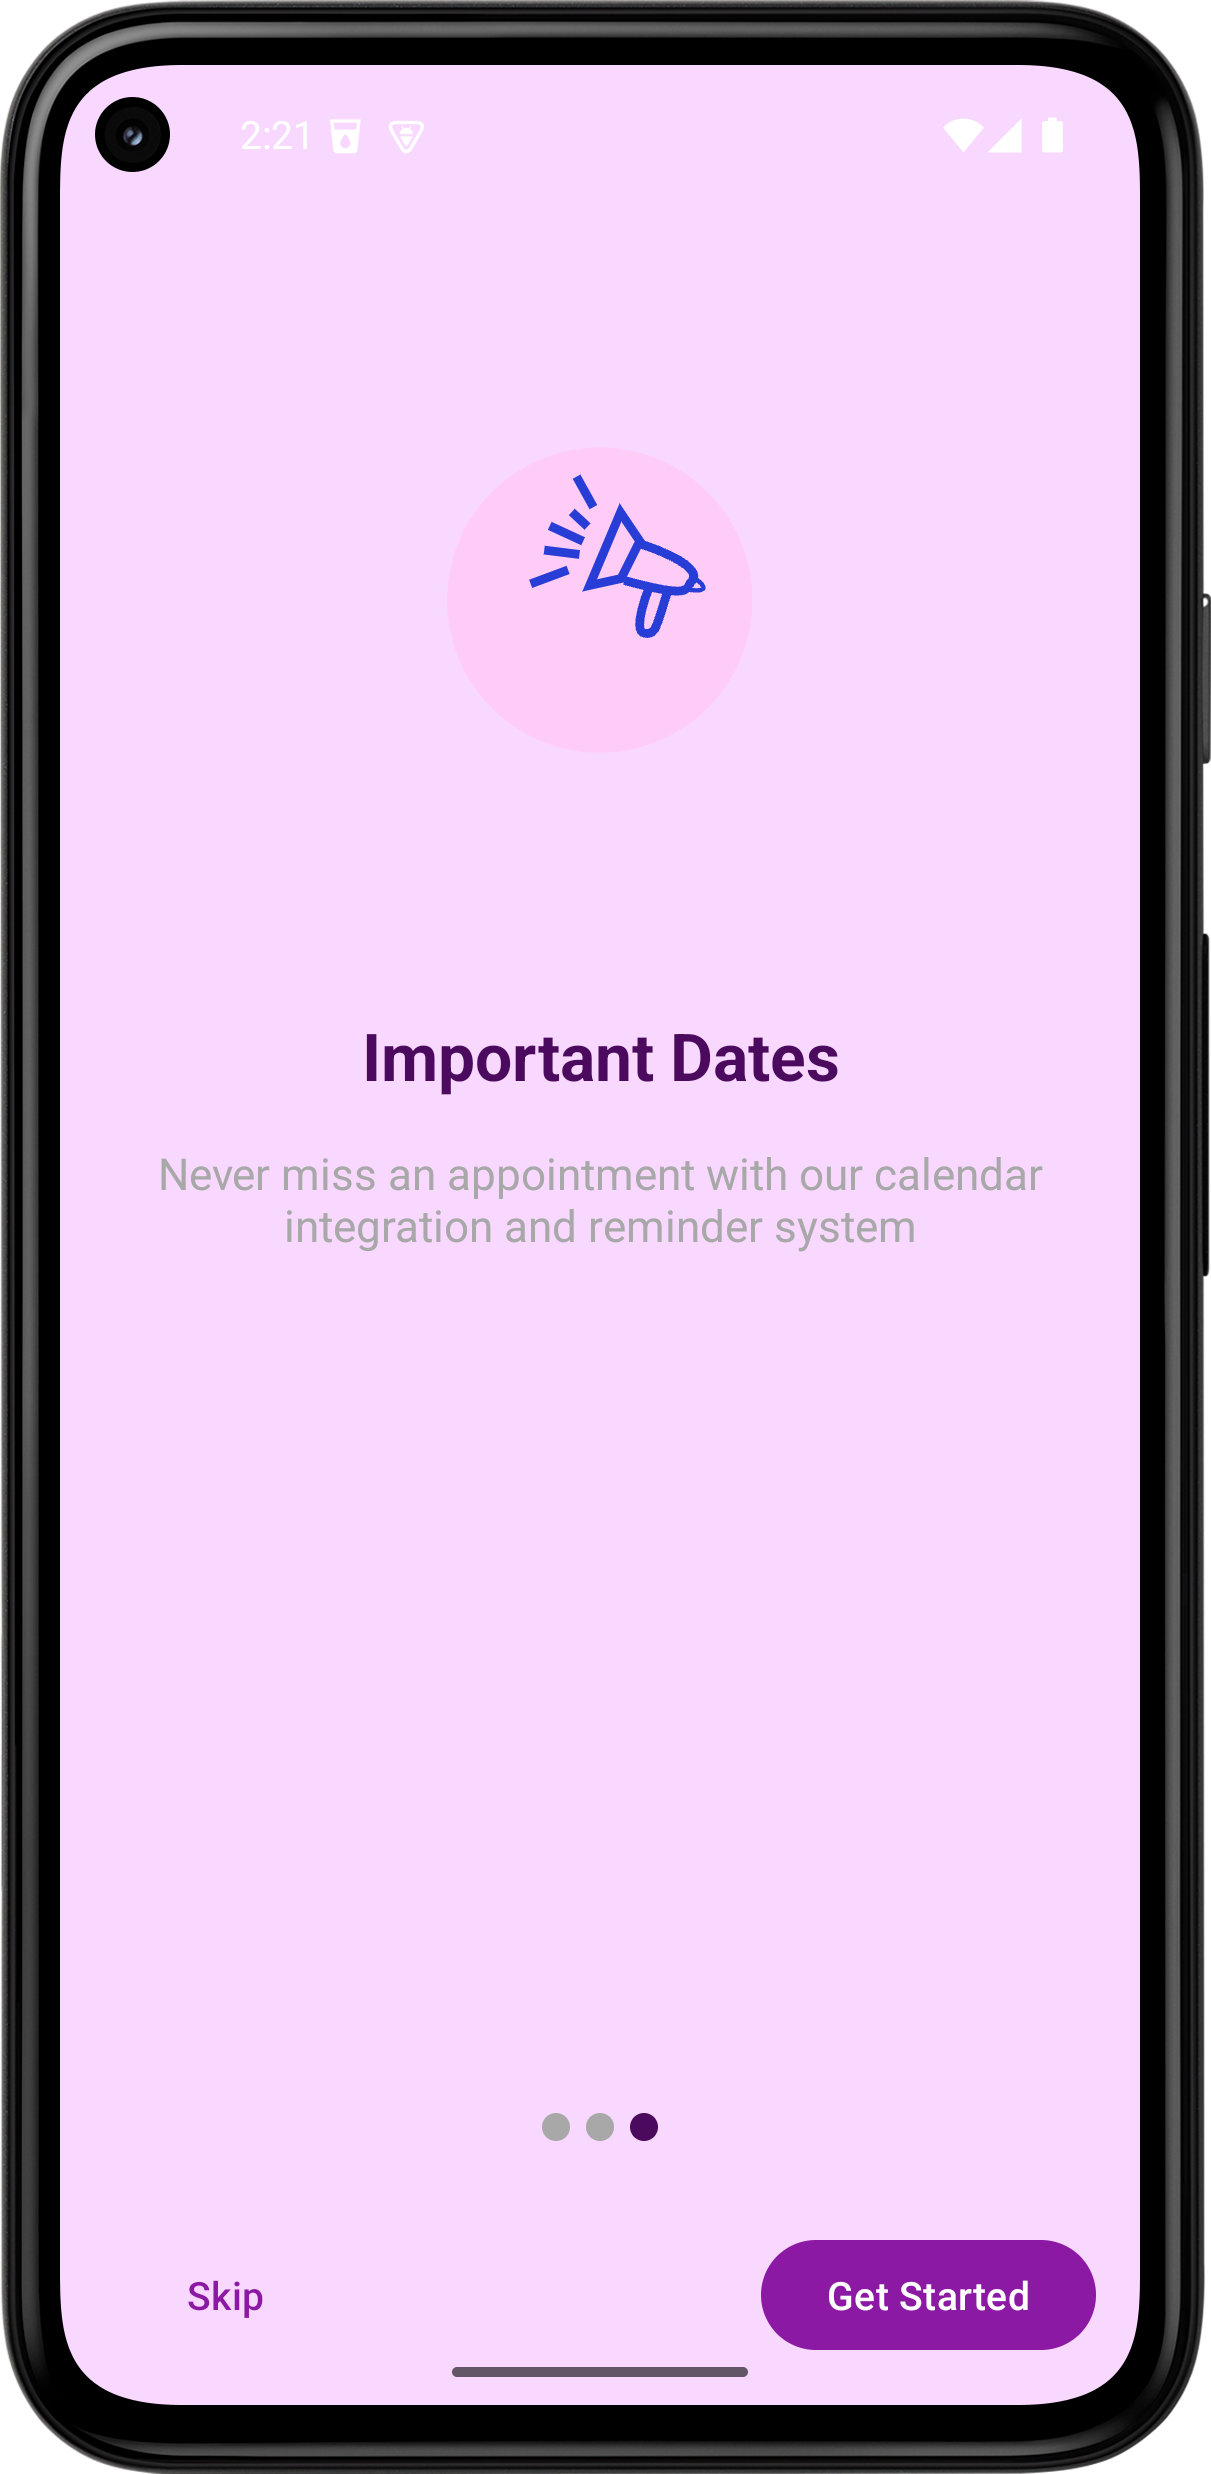 2:21
Important Dates
Never miss an appointment with our calendar
integration and reminder system
Skip
Get Started